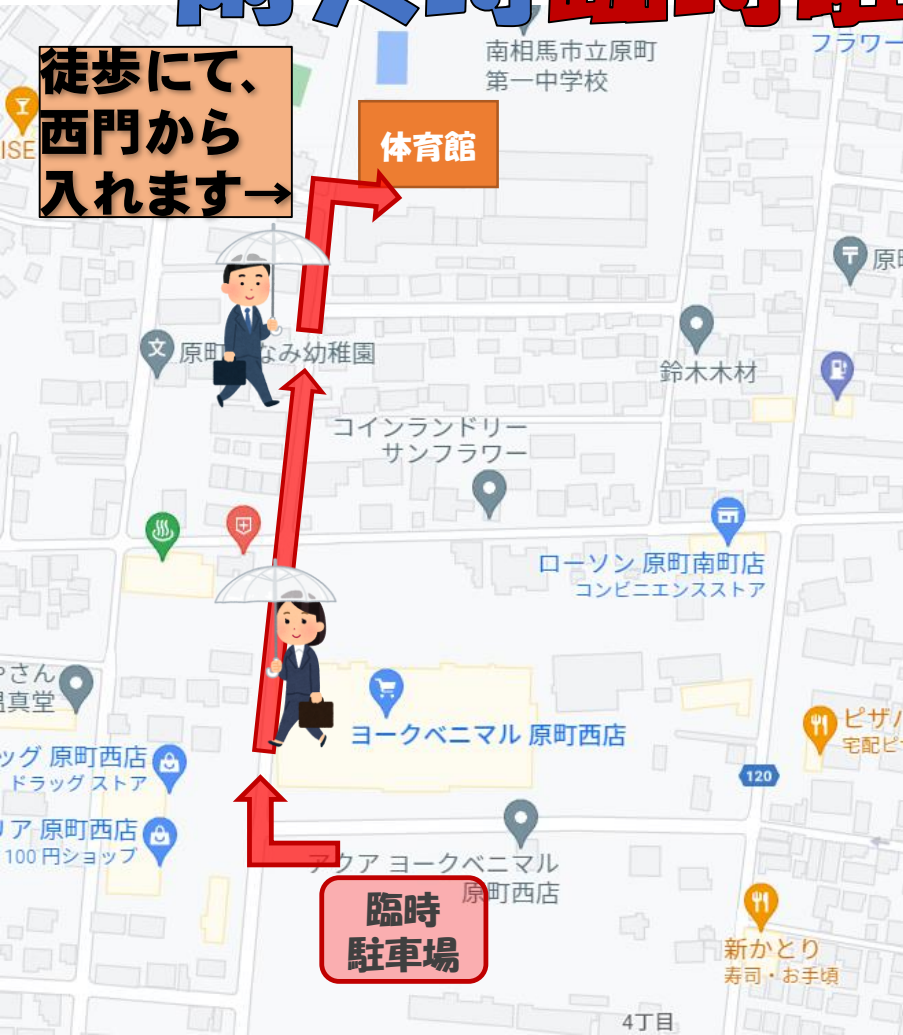 徒歩にて、
西門から
入れます→
南相馬市立原町
第一中学校
フラワー
体育館
ISE
原町
なみ幼稚園
鈴木木材
コインランドリー
サンフラワー
ローソン 原町南町店
コンビニエンスストア
さん
真堂
ヨークベニマル 原町西店
ッグ 原町西店
ドラッグ ストア
120
ピザハ
宅配ピ
リア 原町西店
100 円ショップ
アクア ヨークベニマル
原町西店
臨時
駐車場
新かとり
寿司・お手頃
4丁目